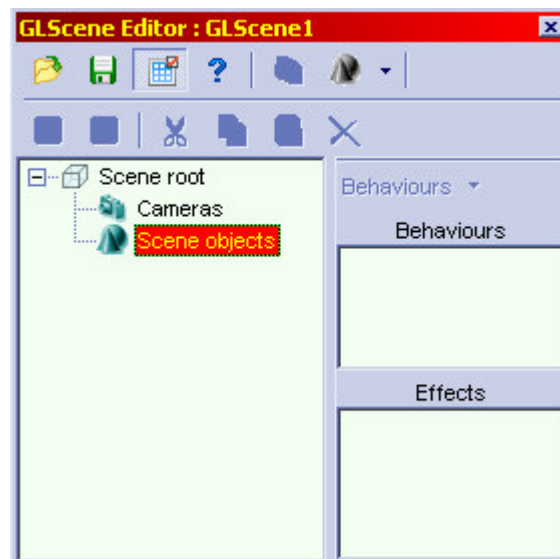 GLScene Editor : GLScene1
Scene root
Cameras
Scene objects
Behaviours
Behaviours
Effects